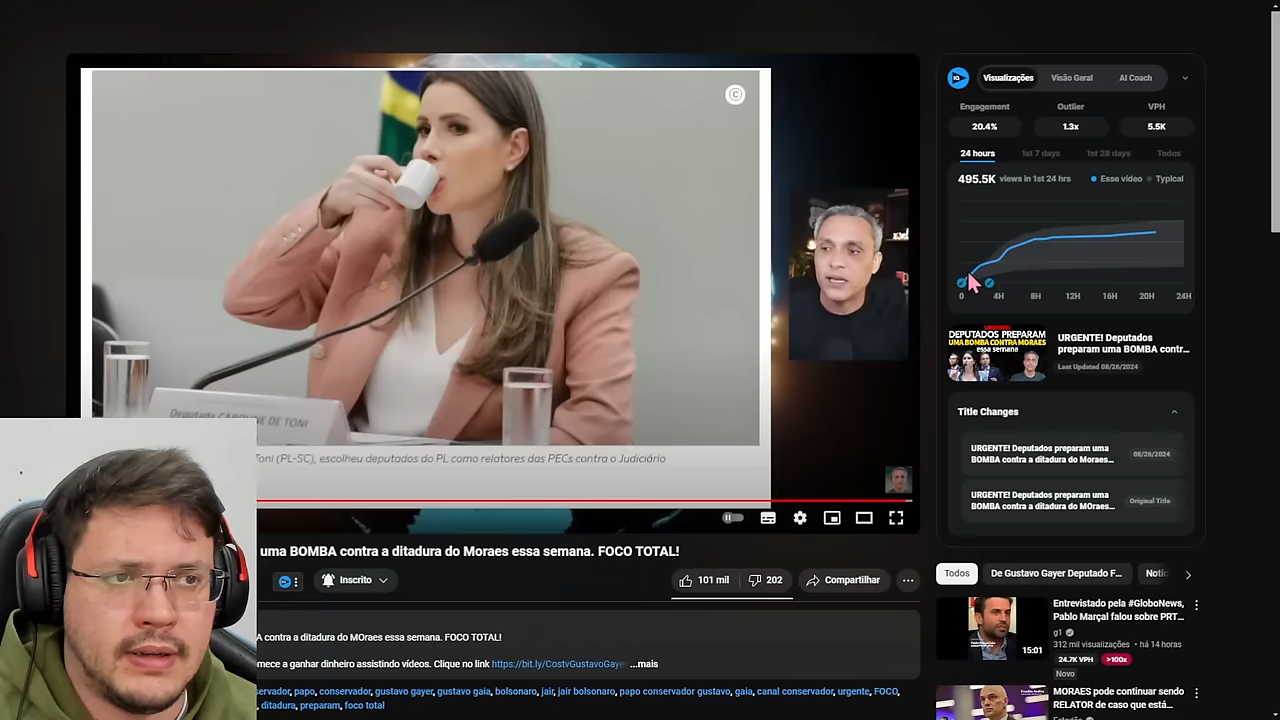 ©
Deputada CAROLINE DE TONI
Toni (PL-SC), escolheu deputados do PL como relatores das PECs contra o Judiciário
uma BOMBA contra a ditadura do Moraes essa semana. FOCO TOTAL!
Inscrito
101 mil
202
Compartilhar
A contra a ditadura do MOraes essa semana. FOCO TOTAL!
mece a ganhar dinheiro assistindo vídeos. Clique no link https://bit.ly/CostvGustavoGaye ...mais
servador, papo, conservador, gustavo gayer, gustavo gaia, bolsonaro, jair, jair bolsonaro, papo conservador gustavo, gaia, canal conservador, urgente, FOCO,
ditadura, preparam, foco total
IQ
Visualizações
Visão Geral
AI Coach
Engagement
Outlier
VPH
20.4%
1.3x
5.5K
24 hours
1st 7 days
1st 28 days
Todos
495.5K views in 1st 24 hrs
Esse vídeo
Typical
0
4H
8H
12H
16H
20H
24H
DEPUTADOS PREPARAM
UMA BOMBA CONTRA MORAES
essa semana
URGENTE! Deputados
preparam uma BOMBA contr...
Last Updated 08/26/2024
Title Changes
URGENTE! Deputados preparam uma
BOMBA contra a ditadura do Moraes...
08/26/2024
URGENTE! Deputados preparam uma
BOMBA contra a ditadura do MOraes...
Original Title
Todos
De Gustavo Gayer Deputado F...
Notíc
15:01
Entrevistado pela #GloboNews,
Pablo Marçal falou sobre PRT...
g1
312 mil visualizações • há 14 horas
24.7K VPH
>100x
Novo
MORAES pode continuar sendo
RELATOR de caso que está...